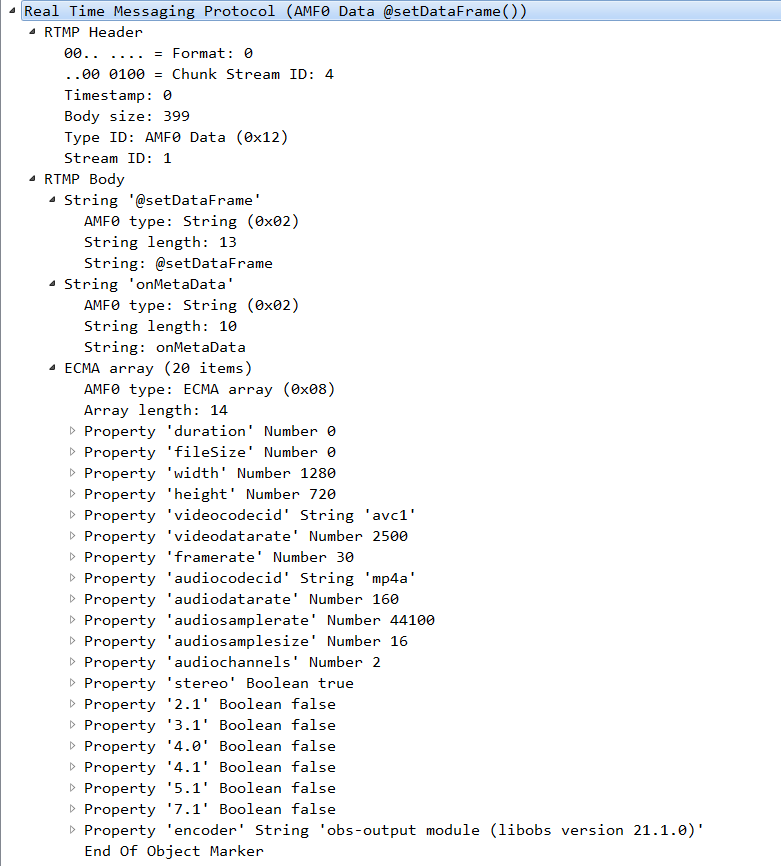 Real Time Messaging Protocol (AMF0 Data @setDataFrame())
RTMP Header
00.. .... = Format: 0
..00 0100 = Chunk Stream ID: 4
Timestamp: 0
Body size: 399
Type ID: AMF0 Data (0x12)
Stream ID: 1
RTMP Body
String '@setDataFrame'
AMF0 type: String (0x02)
String length: 13
String: @setDataFrame
String 'onMetaData'
AMF0 type: String (0x02)
String length: 10
String: onMetaData
ECMA array (20 items)
AMF0 type: ECMA array (0x08)
Array length: 14
Property 'duration' Number 0
Property 'fileSize' Number 0
Property 'width' Number 1280
Property 'height' Number 720
Property 'videocodecid' String 'avc1'
Property 'videodatarate' Number 2500
Property 'framerate' Number 30
Property 'audiocodecid' String 'mp4a'
Property 'audiodatarate' Number 160
Property 'audiosamplerate' Number 44100
Property 'audiosamplesize' Number 16
Property 'audiochannels' Number 2
Property 'stereo' Boolean true
Property '2.1' Boolean false
Property '3.1' Boolean false
Property '4.0' Boolean false
Property '4.1' Boolean false
Property '5.1' Boolean false
Property '7.1' Boolean false
Property 'encoder' String 'obs-output module (libobs version 21.1.0)'
End Of Object Marker